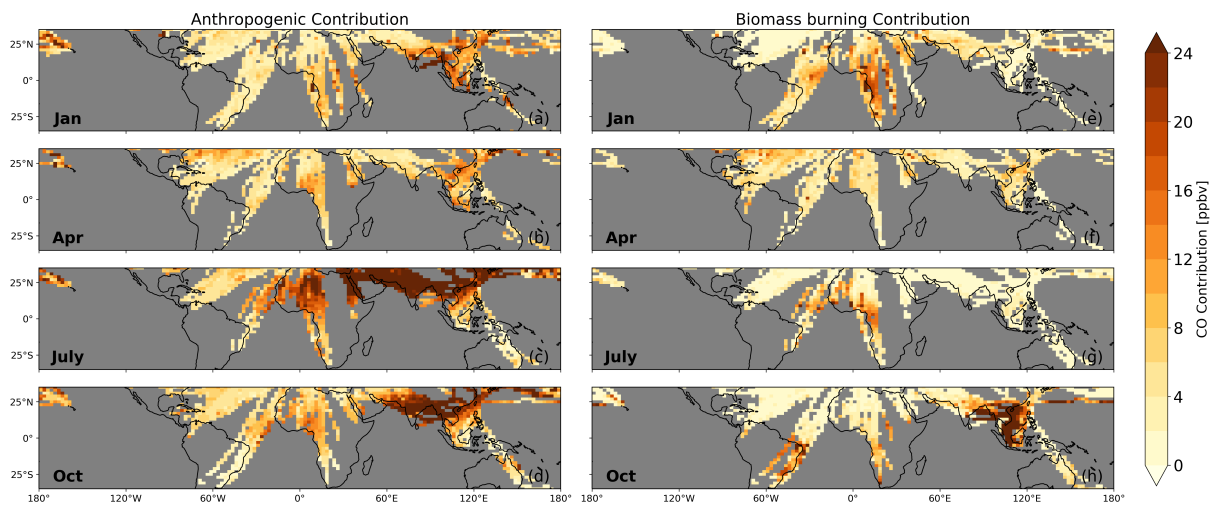 Anthropogenic Contribution
Biomass burning Contribution
25°N
0°
25°S
Jan
(a)
Jan
(e)
24
20
16
12
8
4
0
CO Contribution [ppbv]
25°N
0°
25°S
Apr
(b)
Apr
(f)
25°N
0°
25°S
July
(c)
July
(g)
25°N
0°
25°S
Oct
(d)
Oct
(h)
180° 120°W 60°W 0° 60°E 120°E 180°
180° 120°W 60°W 0° 60°E 120°E 180°